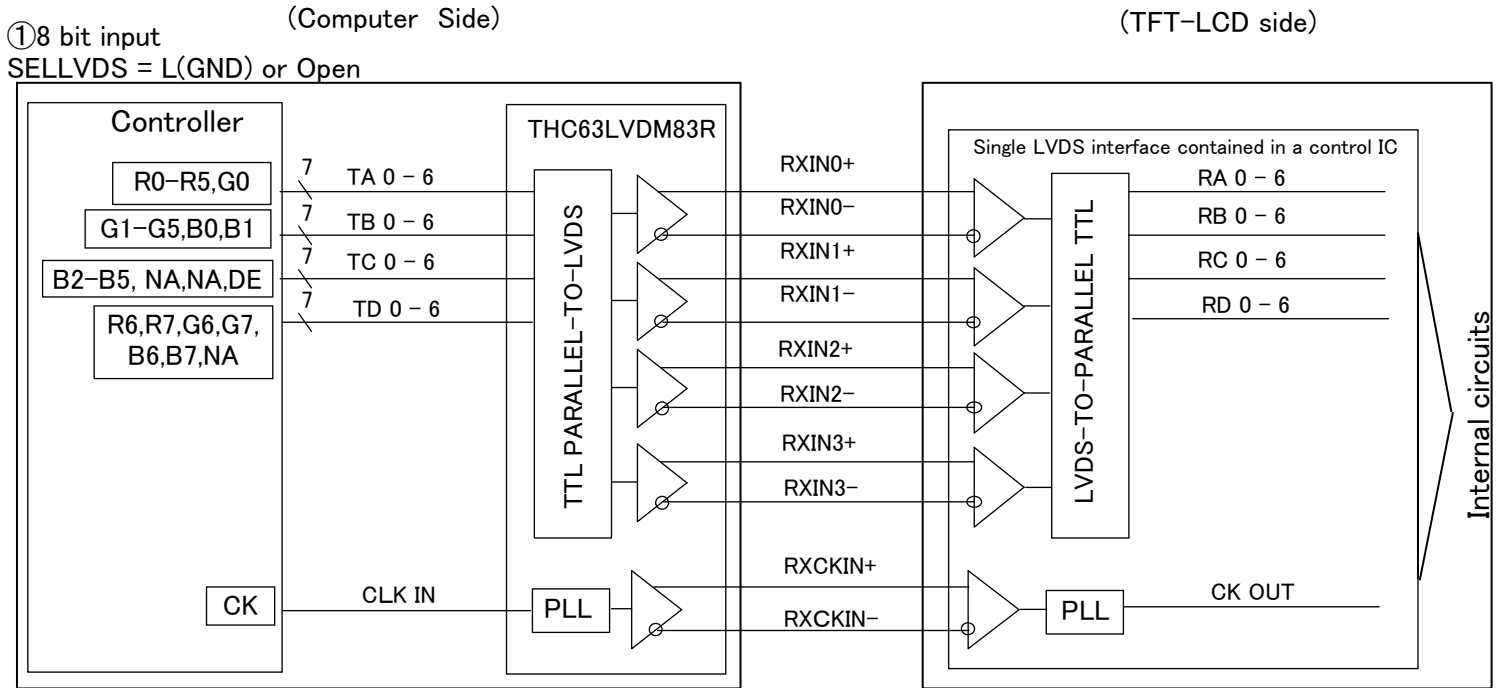 (Computer Side)
(TFT-LCD side)
①8 bit input
SELLVDS = L(GND) or Open
Controller
R0-R5,G0
G1-G5,B0,B1
B2-B5, NA,NA,DE
R6,R7,G6,G7,
B6,B7,NA
CK
7
TA 0 - 6
7
TB 0 - 6
7
TC 0 - 6
7
TD 0 - 6
CLK IN
THC63LVDM83R
TTL PARALLEL-TO-LVDS
PLL
RXIN0+
RXIN0-
RXIN1+
RXIN1-
RXIN2+
RXIN2-
RXIN3+
RXIN3-
RXCKIN+
RXCKIN-
Single LVDS interface contained in a control IC
LVDS-TO-PARALLEL TTL
PLL
RA 0 - 6
RB 0 - 6
RC 0 - 6
RD 0 - 6
CK OUT
Internal circuits